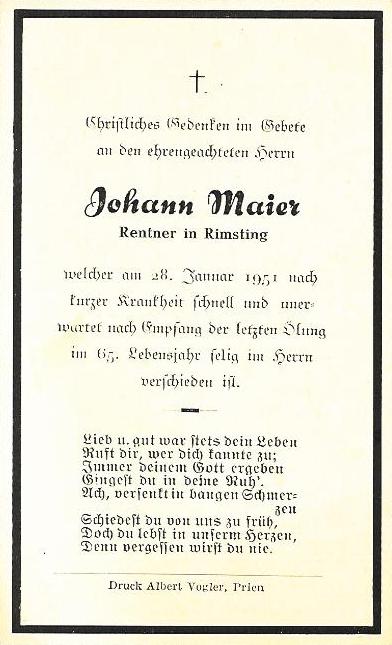 Christliches Gedenken im Gebete
an den ehrengeachteten Herrn
Johann Maier
Rentner in Rimsting
welcher am 28. Januar 1951 nach
kurzer Krankheit schnell und uner-
wartet nach Empfang der letzten Ölung
im 65. Lebensjahr selig im Herrn
verschieden ist.
Lieb u. gut war stets dein Leben
Ruft dir, wer dich kannte zu;
Immer deinem Gott ergeben
Gingest du in deine Ruh'.
Ach, versenkt in bangen Schmer-
zen
Schiedest du von uns zu früh,
Doch du lebst in unserm Herzen,
Denn vergessen wirst du nie.
Druck Albert Vogler, Prien